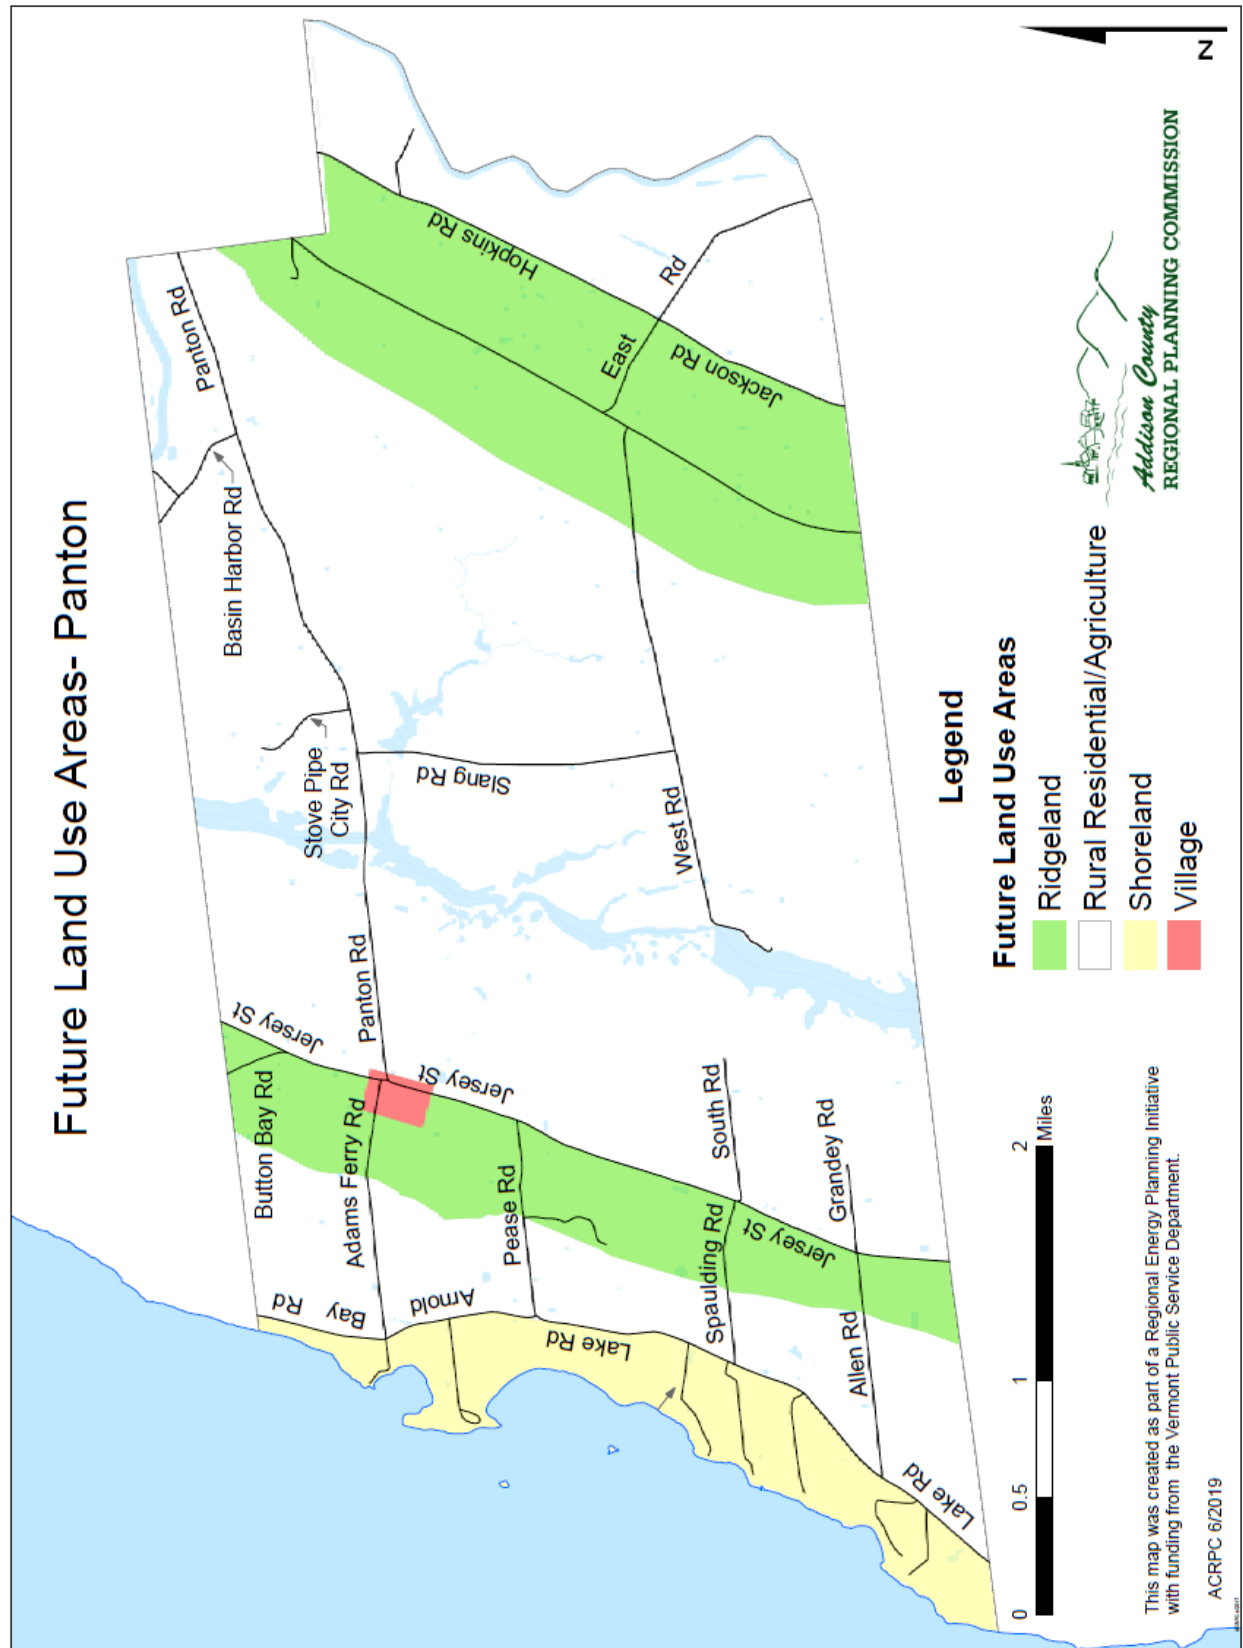 Future Land Use Areas- Panton
Panton Rd
Basin Harbor Rd
Stove Pipe
City Rd
Slang Rd
Hopkins Rd
East
Rd
Jackson Rd
West Rd
Panton Rd
Jersey St
Button Bay Rd
Adams Ferry Rd
Jersey St
Pease Rd
Arnold
Bay
Rd
Lake Rd
South Rd
Spaulding Rd
Jersey St
Grandey Rd
Allen Rd
Lake Rd
Legend
Future Land Use Areas
Ridgeland
Rural Residential/Agriculture
Shoreland
Village
Addison County
REGIONAL PLANNING COMMISSION
N
0
0.5
1
2
Miles
This map was created as part of a Regional Energy Planning Initiative
with funding from the Vermont Public Service Department.
ACRPC 6/2019